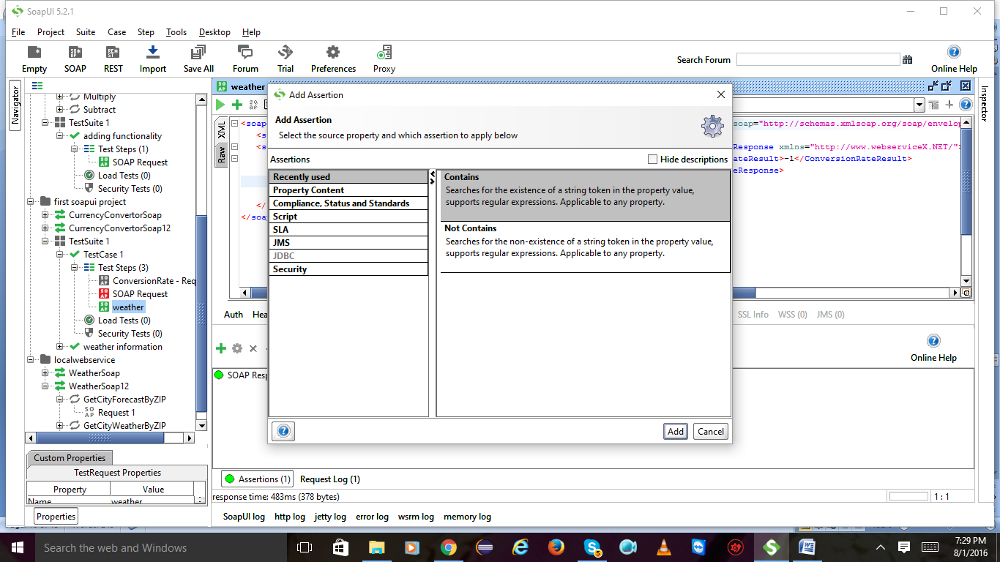 SoapUI 5.2.1
File Project Suite Case Step Tools Desktop Help
Empty SOAP REST Import Save All Forum Trial Preferences Proxy
Search Forum
Online Help
Navigator
Multiply
Subtract
TestSuite 1
adding functionality
Test Steps (1)
SOAP Request
Load Tests (0)
Security Tests (0)
first soapui project
CurrencyConvertorSoap
CurrencyConvertorSoap12
TestSuite 1
TestCase 1
Test Steps (3)
ConversionRate - Req
SOAP Request
weather
Load Tests (0)
Security Tests (0)
weather information
localwebservice
WeatherSoap
WeatherSoap12
GetCityForecastByZIP
Request 1
GetCityWeatherByZIP
Custom Properties
TestRequest Properties
Property Value
Name weather
Properties
weather
XML
Raw
<soap
<so
<so
</
</soap
Add Assertion
Add Assertion
Select the source property and which assertion to apply below
Assertions
Hide descriptions
Recently used
Property Content
Compliance, Status and Standards
Script
SLA
JMS
JDBC
Security
Contains
Searches for the existence of a string token in the property value,
supports regular expressions. Applicable to any property.
Not Contains
Searches for the non-existence of a string token in the property value,
supports regular expressions. Applicable to any property.
Add Cancel
soap="http://schemas.xmlsoap.org/soap/envelop
Response xmlns="http://www.webserviceX.NET/">
ateResult>-1</ConversionRateResult>
eResponse>
Inspector
Auth Hea
SSL Info WSS (0) JMS (0)
Online Help
SOAP Resp
Assertions (1) Request Log (1)
response time: 483ms (378 bytes)
1 : 1
SoapUI log http log jetty log error log wsrm log memory log
Search the web and Windows
5
7:29 PM
8/1/2016